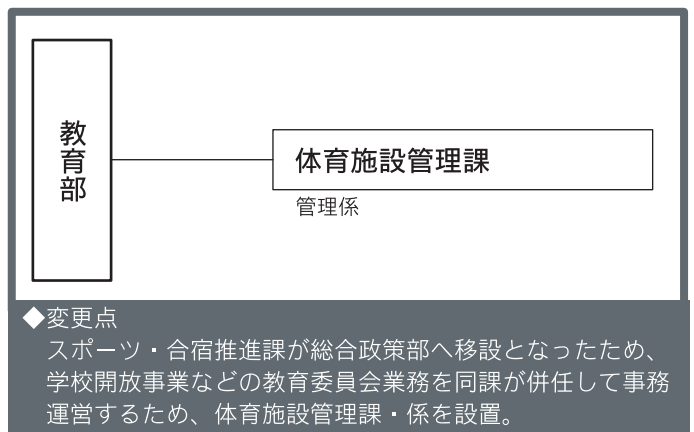 教育部
体育施設管理課
管理係
◆変更点
スポーツ・合宿推進課が総合政策部へ移設となったため、
学校開放事業などの教育委員会業務を同課が併任して事務
運営するため、体育施設管理課・係を設置。